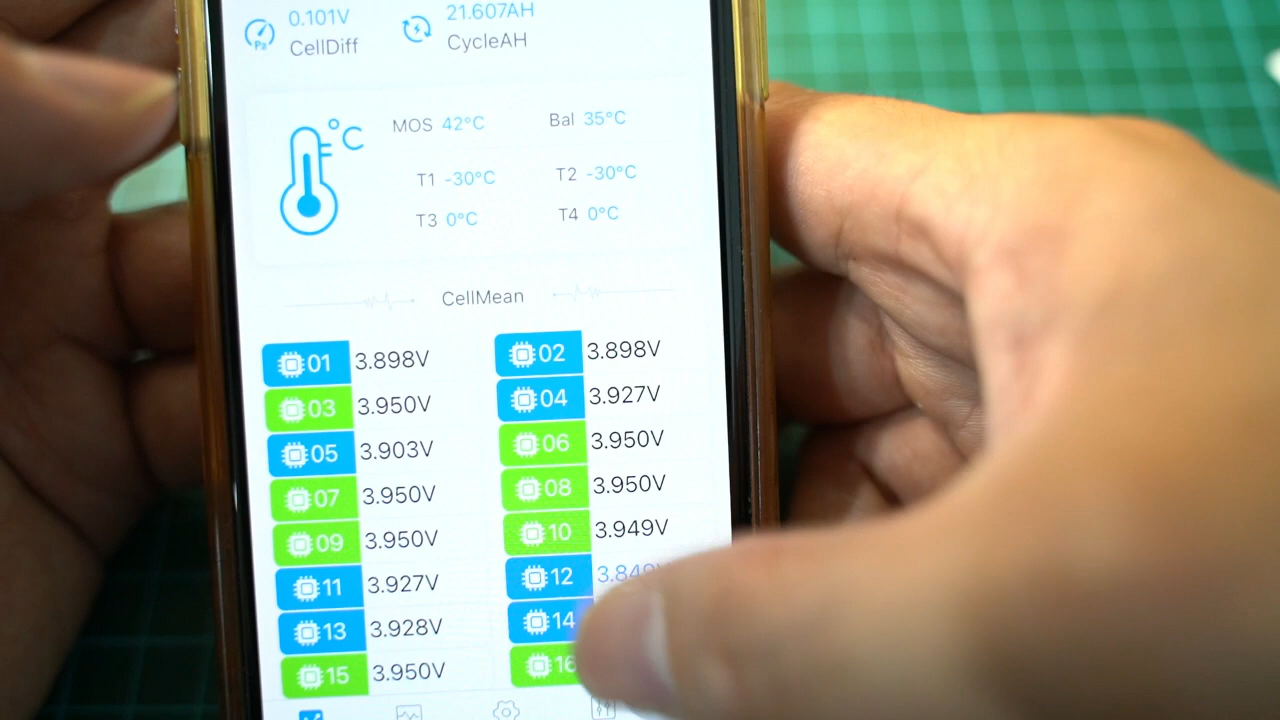 0.101V 21.607AH
CellDiff CycleAH
°C
MOS 42°C Bal 35°C
T1 -30°C T2 -30°C
T3 0°C T4 0°C
CellMean
01 3.898V 02 3.898V
03 3.950V 04 3.927V
05 3.903V 06 3.950V
07 3.950V 08 3.950V
09 3.950V 10 3.949V
11 3.927V 12 3.849V
13 3.928V 14
15 3.950V 16